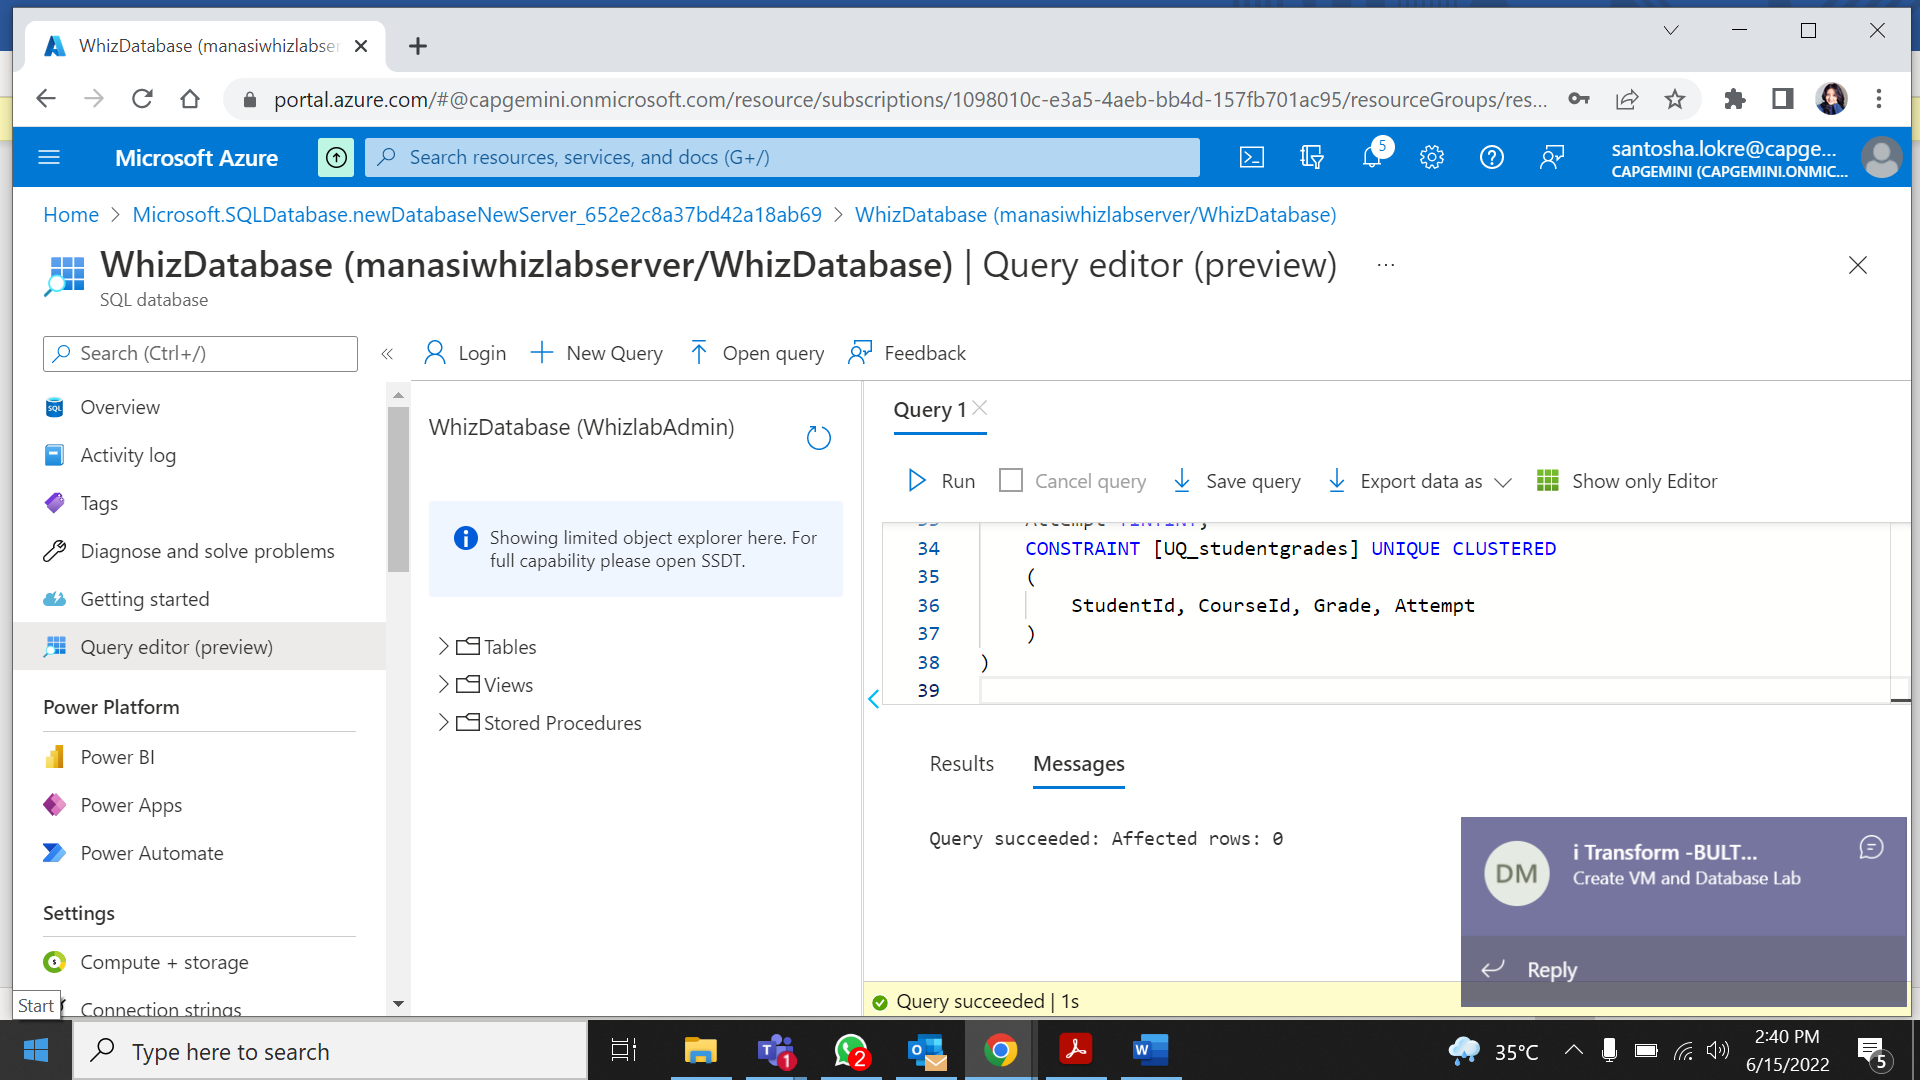 WhizDatabase (manasiwhizlabser
portal.azure.com/#@capgemini.onmicrosoft.com/resource/subscriptions/1098010c-e3a5-4aeb-bb4d-157fb701ac95/resourceGroups/res...
Microsoft Azure
Search resources, services, and docs (G+/)
5
santosha.lokre@capge...
CAPGEMINI (CAPGEMINI.ONMIC...
Home > Microsoft.SQLDatabase.newDatabaseNewServer_652e2c8a37bd42a18ab69 > WhizDatabase (manasiwhizlabserver/WhizDatabase)
WhizDatabase (manasiwhizlabserver/WhizDatabase) | Query editor (preview) ...
SQL database
Search (Ctrl+/)
«
Login
New Query
Open query
Feedback
SQL
Overview
Activity log
Tags
Diagnose and solve problems
Getting started
Query editor (preview)
Power Platform
Power BI
Power Apps
Power Automate
Settings
Compute + storage
Connection strings
Start
WhizDatabase (WhizlabAdmin)
Showing limited object explorer here. For
full capability please open SSDT.
Tables
Views
Stored Procedures
Query 1
Run
Cancel query
Save query
Export data as
Show only Editor
34 CONSTRAINT [UQ_studentgrades] UNIQUE CLUSTERED
35 (
36 StudentId, CourseId, Grade, Attempt
37 )
38 )
39
Results
Messages
Query succeeded: Affected rows: 0
Query succeeded | 1s
DM
i Transform -BULT...
Create VM and Database Lab
Reply
Type here to search
1
2
35°C
2:40 PM
6/15/2022
5